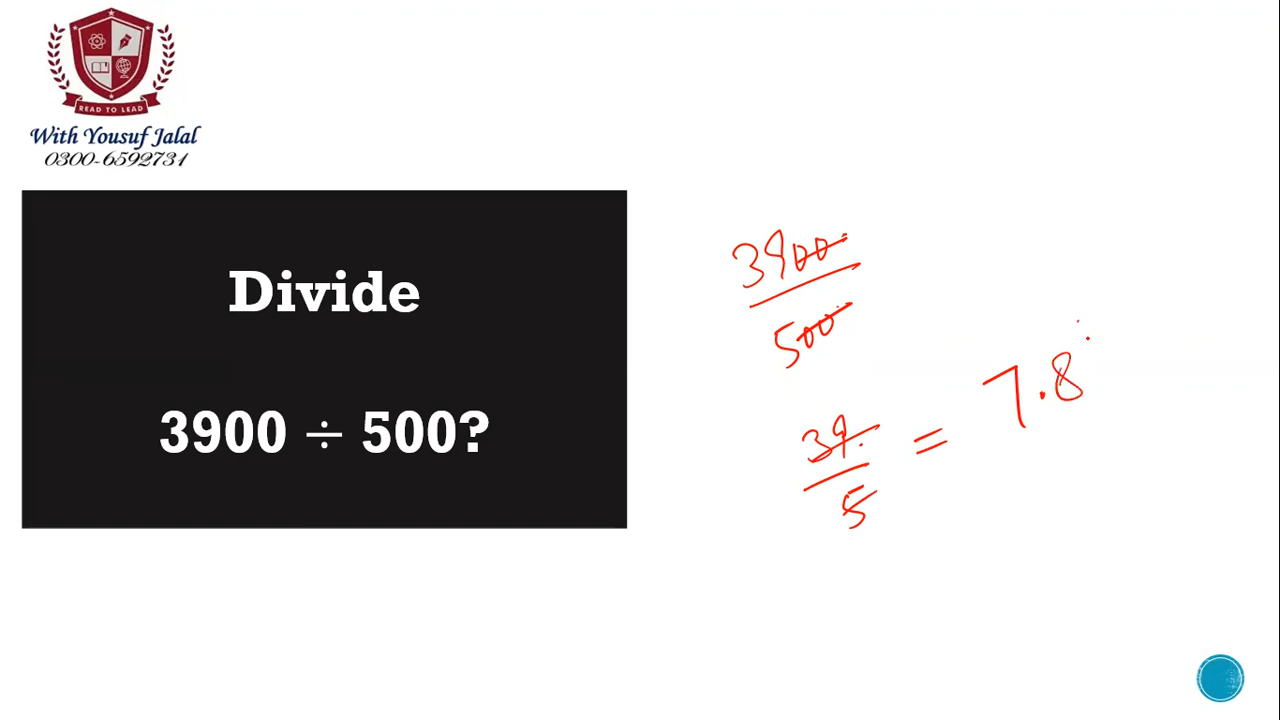 READ TO LEAD
With Yousuf Jalal
0300-6592731
Divide
3900 ÷ 500?
3900
500
39
5
= 7.8